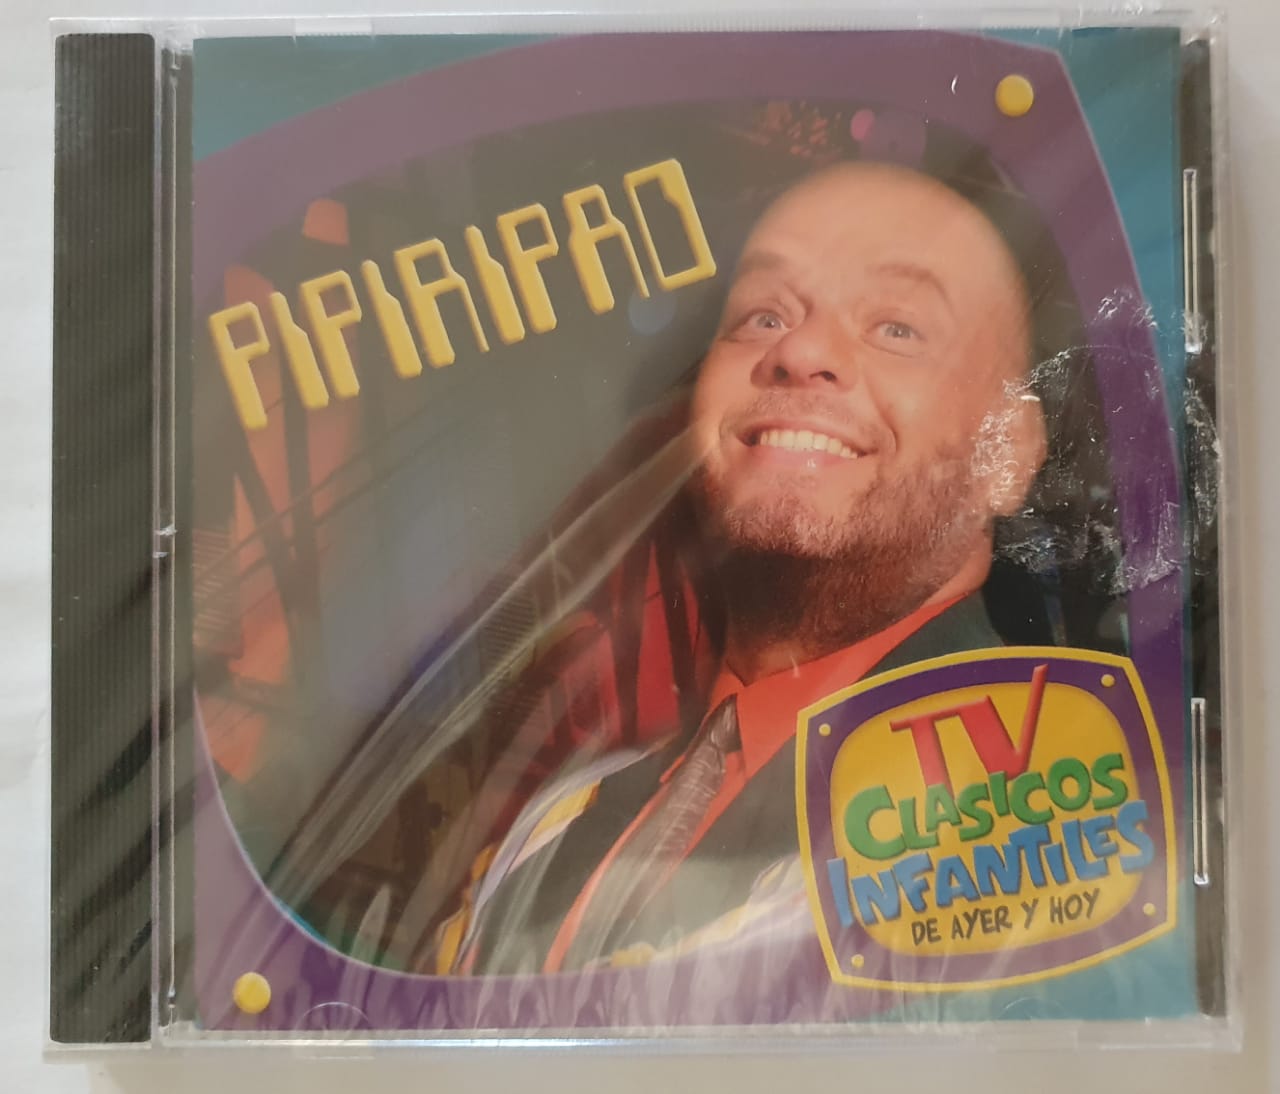 PIPIRIPAO
TV
CLASICOS
INFANTILES
DE AYER Y HOY